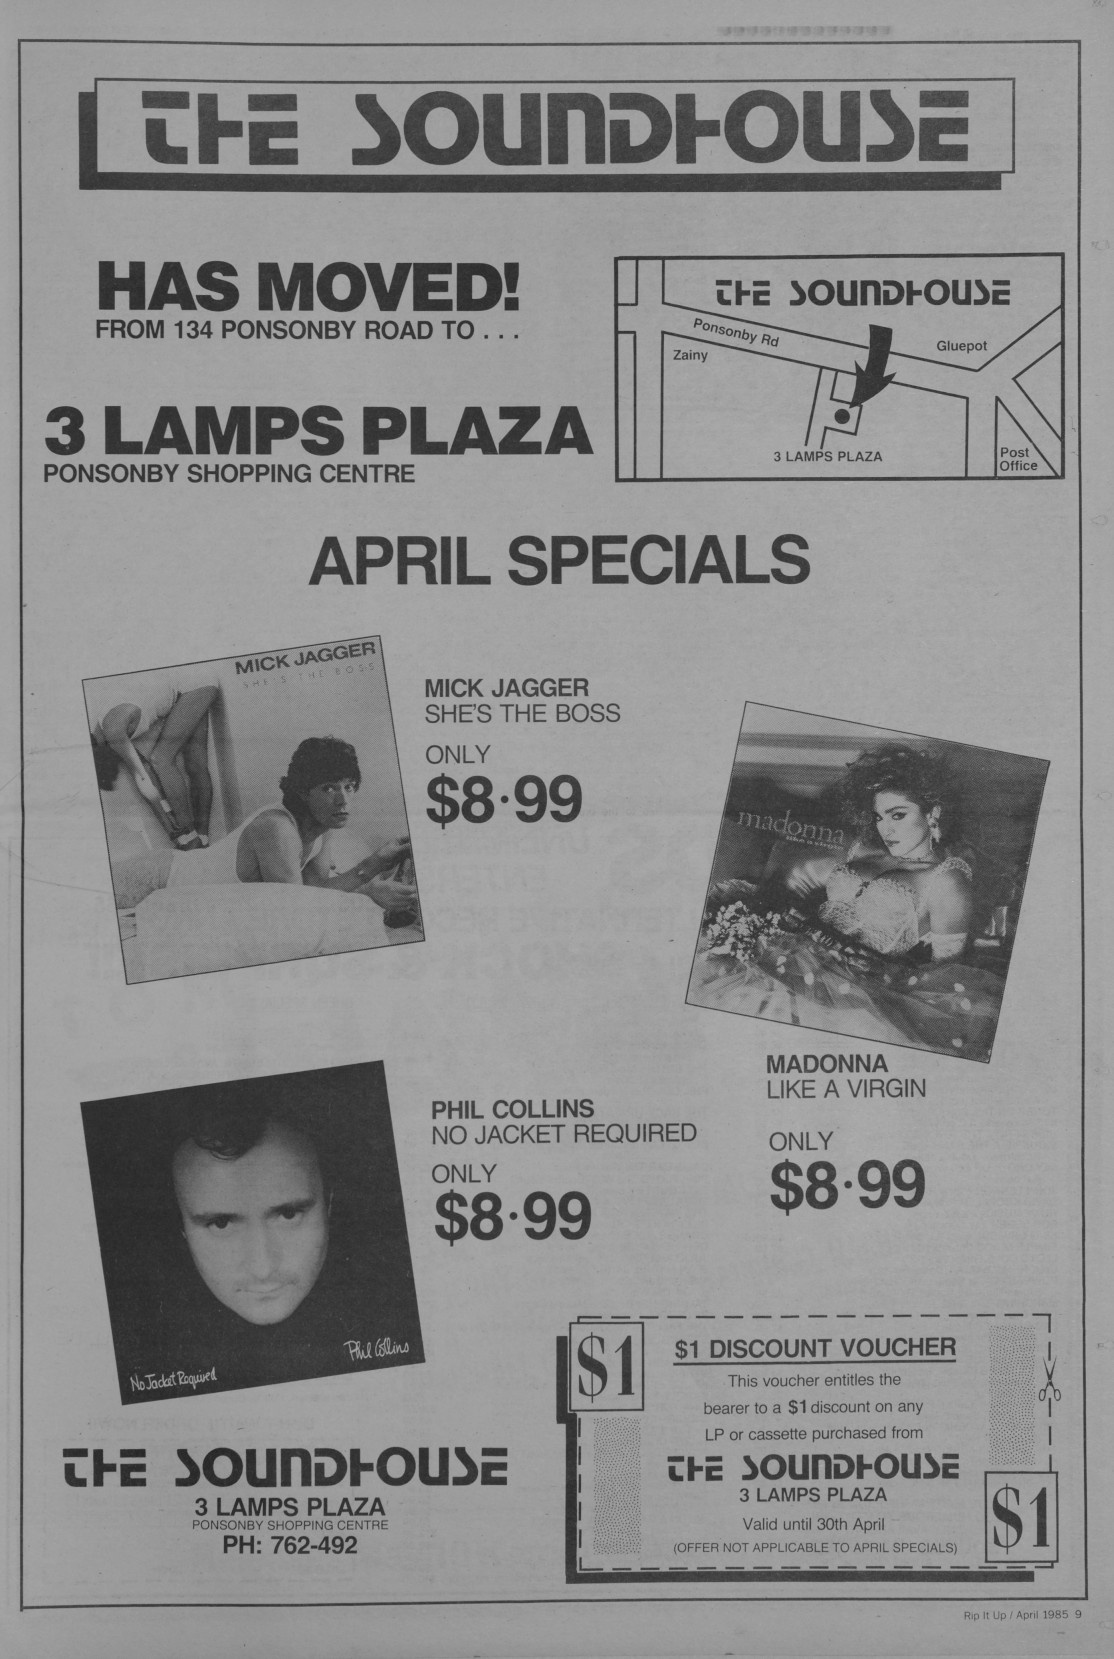 THE SOUNDHOUSE
HAS MOVED!
FROM 134 PONSONBY ROAD TO . . .
3 LAMPS PLAZA
PONSONBY SHOPPING CENTRE
THE SOUNDHOUSE
Ponsonby Rd
Gluepot
Zainy
3 LAMPS PLAZA
Post
Office
APRIL SPECIALS
MICK JAGGER
SHE'S THE BOSS
MICK JAGGER
SHE'S THE BOSS
ONLY
$8·99
madonna
like a virgin
MADONNA
LIKE A VIRGIN
ONLY
$8·99
PHIL COLLINS
NO JACKET REQUIRED
ONLY
$8·99
Phil Collins
No Jacket Required
THE SOUNDHOUSE
3 LAMPS PLAZA
PONSONBY SHOPPING CENTRE
PH: 762-492
$1
$1 DISCOUNT VOUCHER
This voucher entitles the
bearer to a $1 discount on any
LP or cassette purchased from
THE SOUNDHOUSE
3 LAMPS PLAZA
Valid until 30th April
(OFFER NOT APPLICABLE TO APRIL SPECIALS)
$1
Rip It Up / April 1985 9